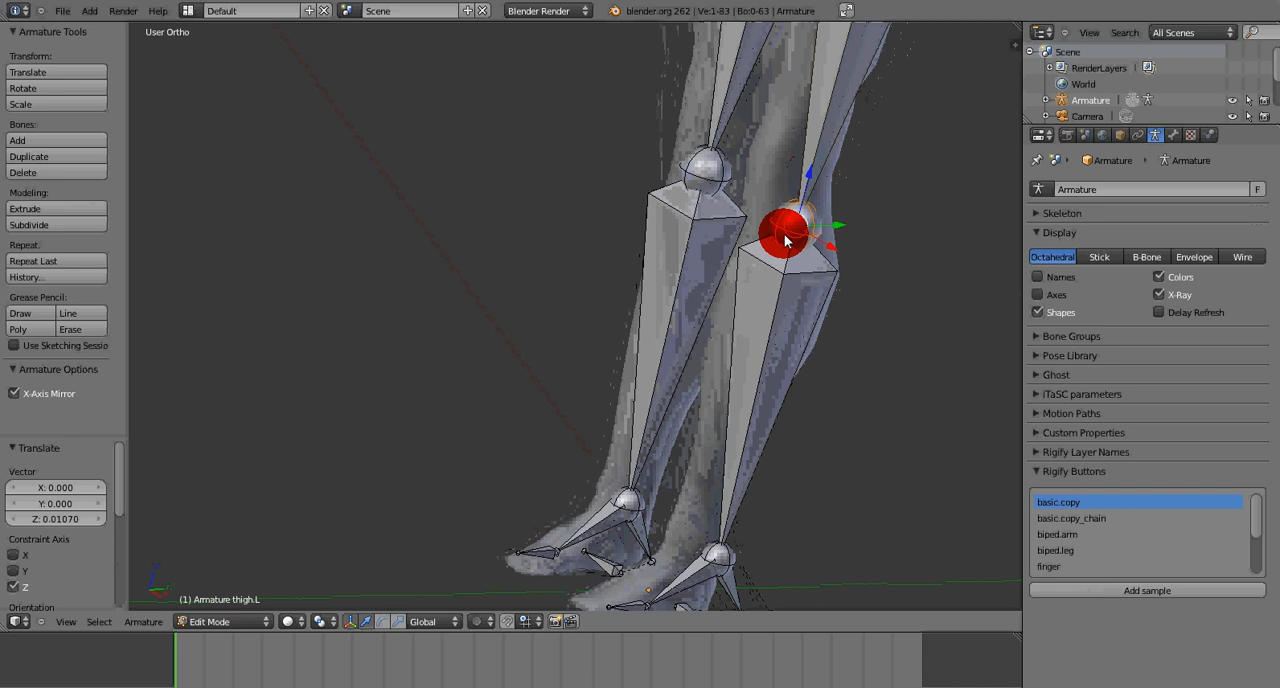 File Add Render Help Default Scene Blender Render blender.org 262 | Ve:1-83 | Bo:0-63 | Armature
Armature Tools
Transform:
Translate
Rotate
Scale
Bones:
Add
Duplicate
Delete
Modeling:
Extrude
Subdivide
Repeat:
Repeat Last
History...
Grease Pencil:
Draw Line
Poly Erase
Use Sketching Sessio
Armature Options
X-Axis Mirror
Translate
Vector
X: 0.000
Y: 0.000
Z: 0.01070
Constraint Axis
X
Y
Z
Orientation
User Ortho
(1) Armature thigh.L
View Select Armature Edit Mode Global
View Search All Scenes
Scene
RenderLayers
World
Armature
Camera
Armature Armature
Armature F
Skeleton
Display
Octahedral Stick B-Bone Envelope Wire
Names Colors
Axes X-Ray
Shapes Delay Refresh
Bone Groups
Pose Library
Ghost
iTaSC parameters
Motion Paths
Custom Properties
Rigify Layer Names
Rigify Buttons
basic.copy
basic.copy_chain
biped.arm
biped.leg
finger
Add sample